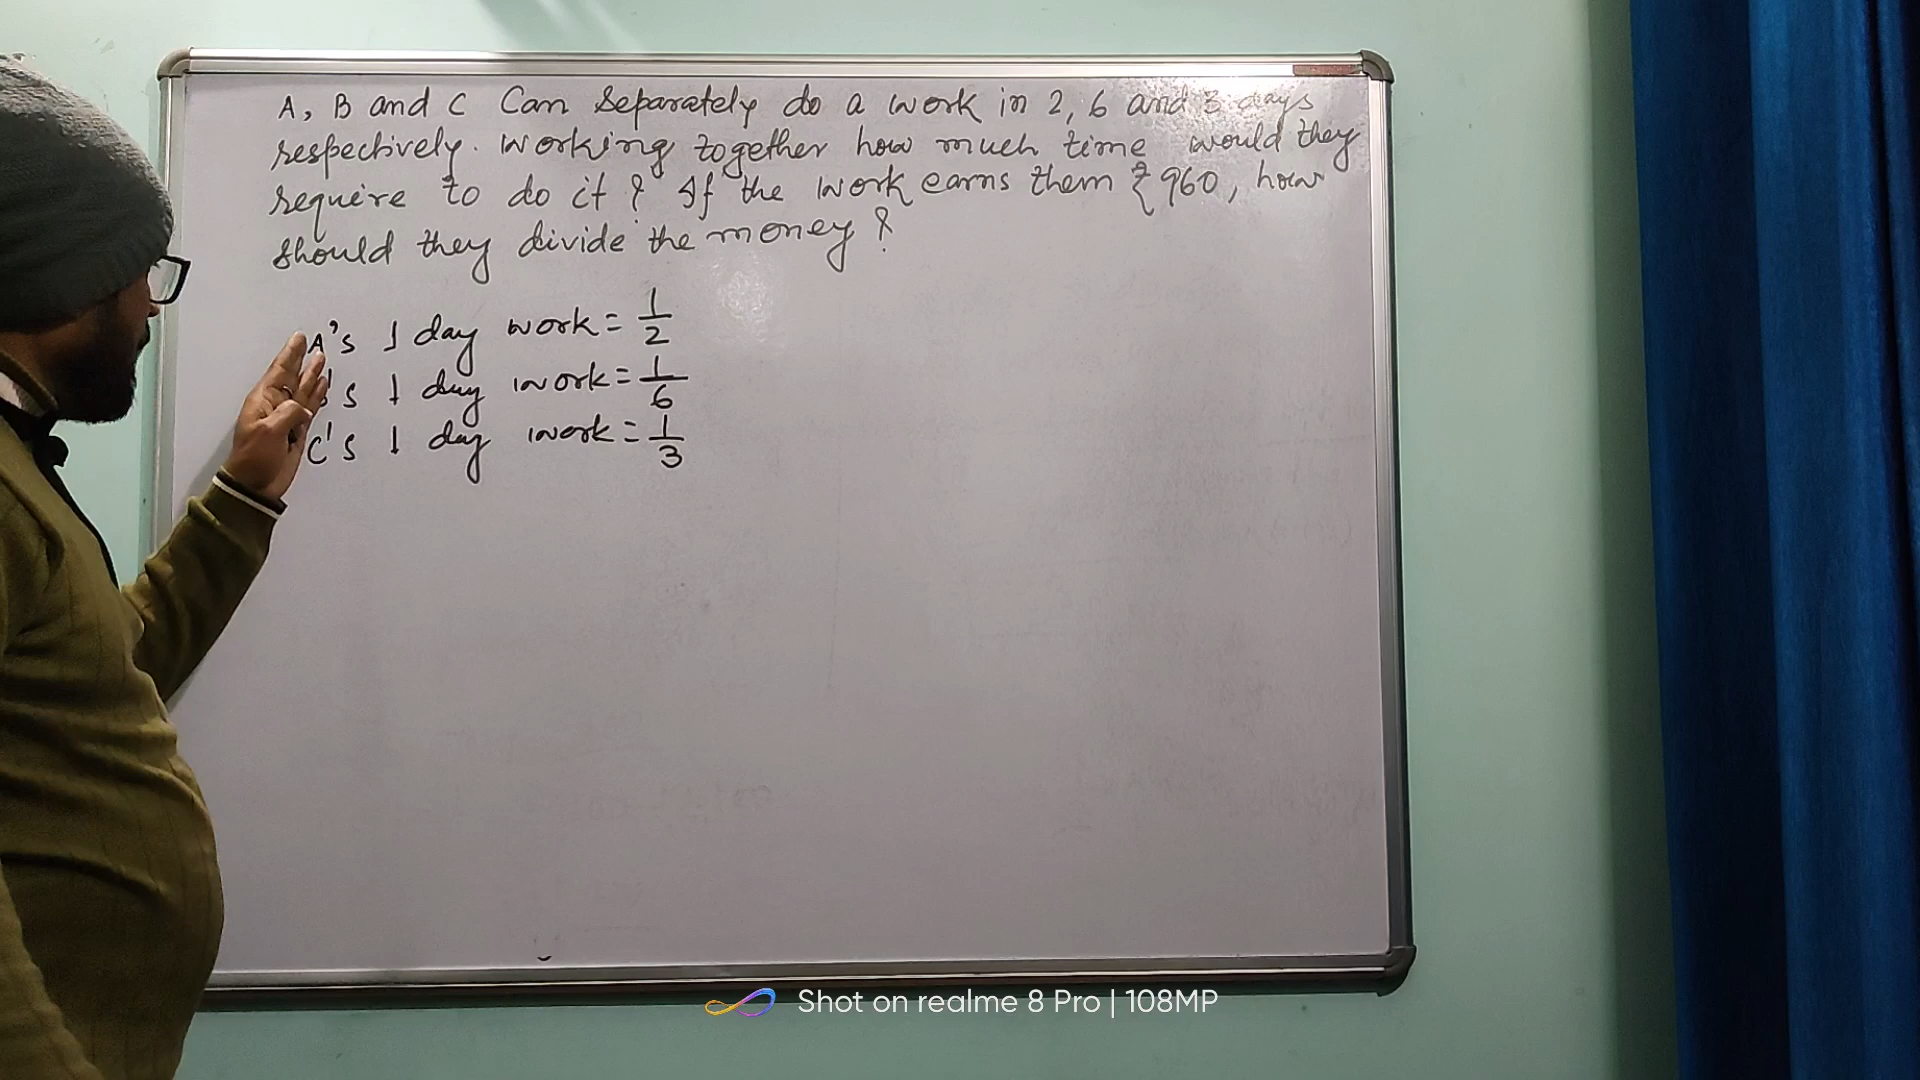 A, B and C Can separately do a work in 2, 6 and 3 days
respectively. working together how much time would they
require to do it ? If the work earns them ₹ 960, how
should they divide the money ?
A's 1 day work = 1/2
's 1 day work = 1/6
C's 1 day work = 1/3
Shot on realme 8 Pro | 108MP